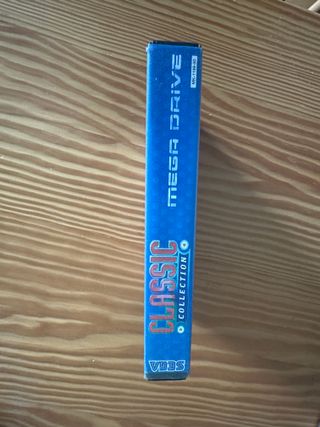 SEGA
CLASSIC
COLLECTION
MEGA DRIVE